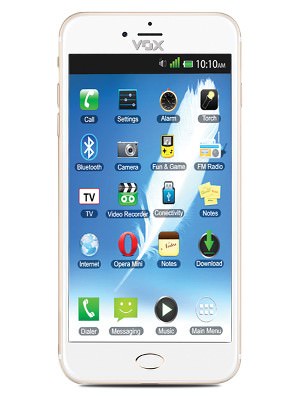 VOX
10:10AM
Call Settings Alarm Torch
Bluetooth Camera Fun & Game FM Radio
TV
TV Video Recorder Conectivity Notes
Internet Opera Mini Notes Download
Dialer Messaging Music Main Menu